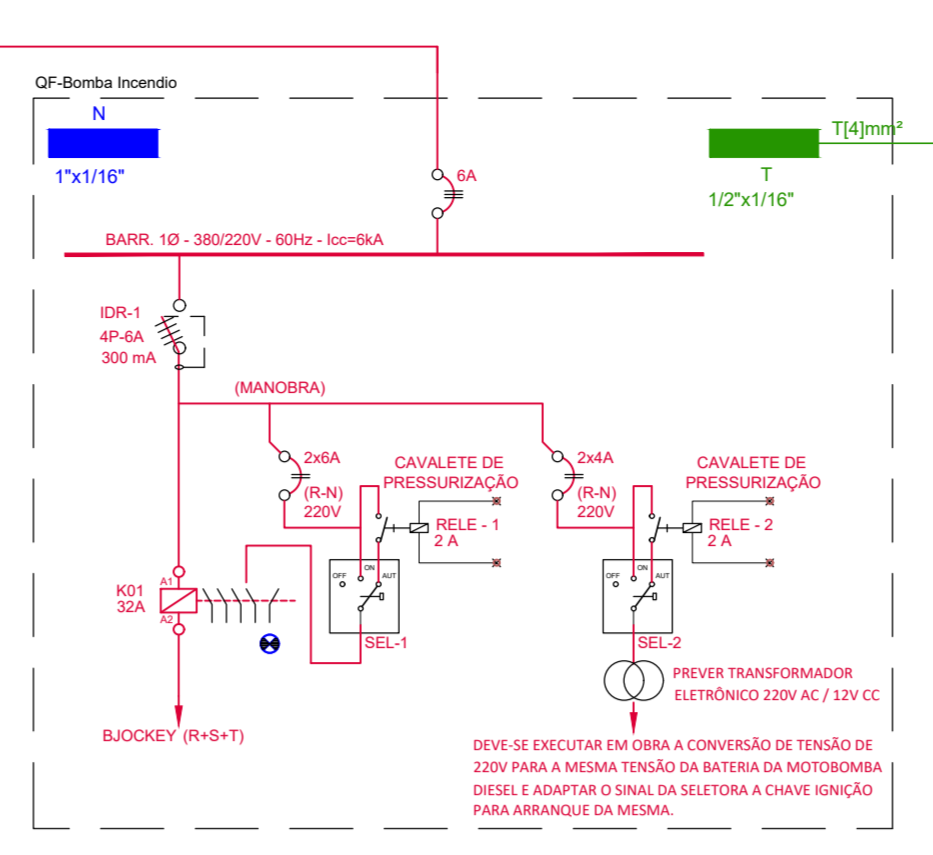 QF-Bomba Incendio
N
1"x1/16"
T[4]mm²
T
1/2"x1/16"
6A
BARR. 1Ø - 380/220V - 60Hz - Icc=6kA
IDR-1
4P-6A
300 mA
(MANOBRA)
2x6A
(R-N)
220V
CAVALETE DE
PRESSURIZAÇÃO
RELE - 1
2 A
2x4A
(R-N)
220V
CAVALETE DE
PRESSURIZAÇÃO
RELE - 2
2 A
K01
32A
A1
A2
OFF
ON
AUT
SEL-1
OFF
ON
AUT
SEL-2
PREVER TRANSFORMADOR
ELETRÔNICO 220V AC / 12V CC
BJOCKEY (R+S+T)
DEVE-SE EXECUTAR EM OBRA A CONVERSÃO DE TENSÃO DE
220V PARA A MESMA TENSÃO DA BATERIA DA MOTOBOMBA
DIESEL E ADAPTAR O SINAL DA SELETORA A CHAVE IGNIÇÃO
PARA ARRANQUE DA MESMA.